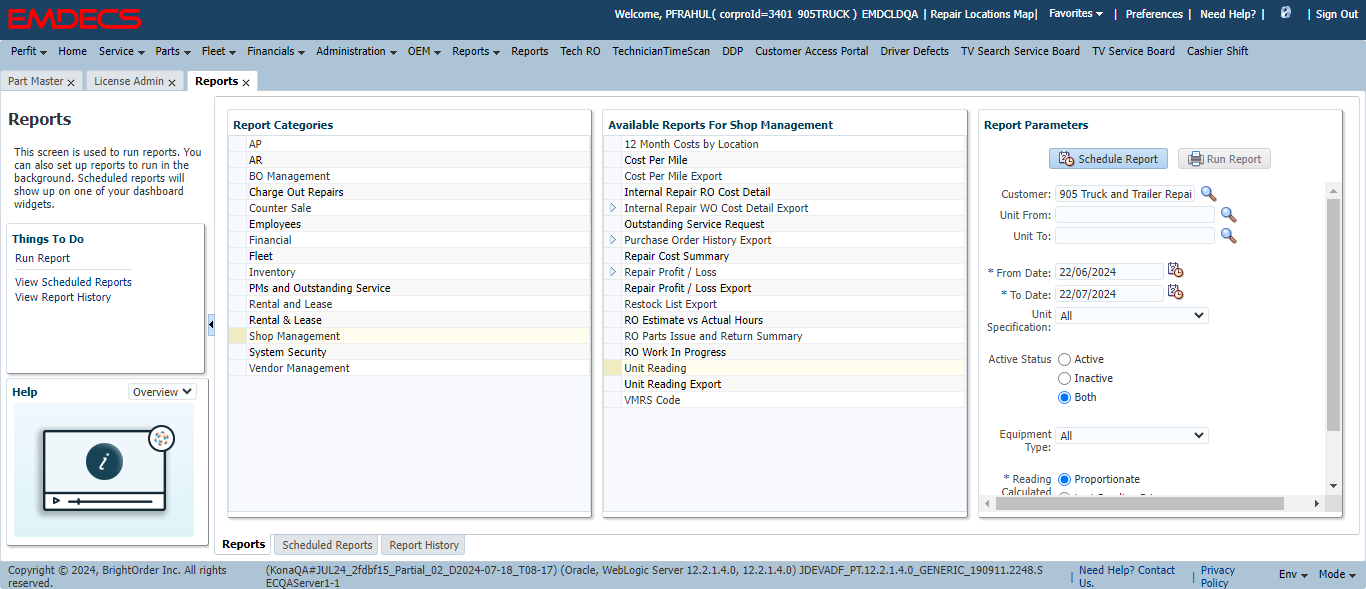 EMDECS
Welcome, PFRAHUL( corproId=3401 905TRUCK ) EMDCLDQA | Repair Locations Map| Favorites | Preferences | Need Help? | | Sign Out
Perfit Home Service Parts Fleet Financials Administration OEM Reports Reports Tech RO TechnicianTimeScan DDP Customer Access Portal Driver Defects TV Search Service Board TV Service Board Cashier Shift
Part Master License Admin Reports
Reports
This screen is used to run reports. You
can also set up reports to run in the
background. Scheduled reports will
show up on one of your dashboard
widgets.
Things To Do
Run Report
View Scheduled Reports
View Report History
Help
Overview
i
Report Categories
AP
AR
BO Management
Charge Out Repairs
Counter Sale
Employees
Financial
Fleet
Inventory
PMs and Outstanding Service
Rental and Lease
Rental & Lease
Shop Management
System Security
Vendor Management
Available Reports For Shop Management
12 Month Costs by Location
Cost Per Mile
Cost Per Mile Export
Internal Repair RO Cost Detail
Internal Repair WO Cost Detail Export
Outstanding Service Request
Purchase Order History Export
Repair Cost Summary
Repair Profit / Loss
Repair Profit / Loss Export
Restock List Export
RO Estimate vs Actual Hours
RO Parts Issue and Return Summary
RO Work In Progress
Unit Reading
Unit Reading Export
VMRS Code
Report Parameters
Schedule Report Run Report
Customer: 905 Truck and Trailer Repai
Unit From:
Unit To:
* From Date: 22/06/2024
* To Date: 22/07/2024
Unit
Specification: All
Active Status Active
Inactive
Both
Equipment
Type: All
* Reading Proportionate
Calculated
Reports Scheduled Reports Report History
Copyright © 2024, BrightOrder Inc. All rights
reserved.
(KonaQA#JUL24_2fdbf15_Partial_02_D2024-07-18_T08-17) (Oracle, WebLogic Server 12.2.1.4.0, 12.2.1.4.0) JDEVADF_PT.12.2.1.4.0_GENERIC_190911.2248.S
ECQAServer1-1
| Need Help? Contact
Us.
| Privacy
Policy
Env Mode